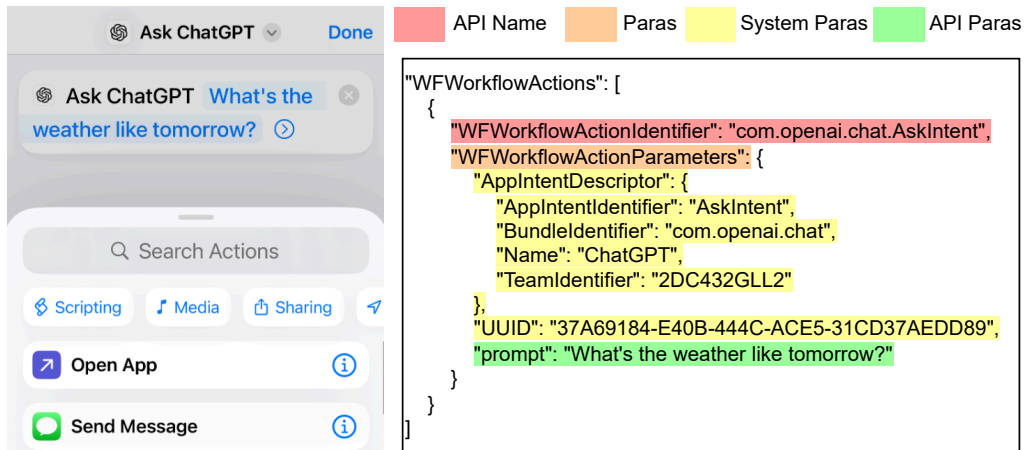 Ask ChatGPT
Done
Ask ChatGPT What's the
weather like tomorrow?
Search Actions
Scripting
Media
Sharing
Open App
Send Message
API Name
Paras
System Paras
API Paras
"WFWorkflowActions": [
{
"WFWorkflowActionIdentifier": "com.openai.chat.AskIntent",
"WFWorkflowActionParameters": {
"AppIntentDescriptor": {
"AppIntentIdentifier": "AskIntent",
"BundleIdentifier": "com.openai.chat",
"Name": "ChatGPT",
"TeamIdentifier": "2DC432GLL2"
},
"UUID": "37A69184-E40B-444C-ACE5-31CD37AEDD89",
"prompt": "What's the weather like tomorrow?"
}
}
]